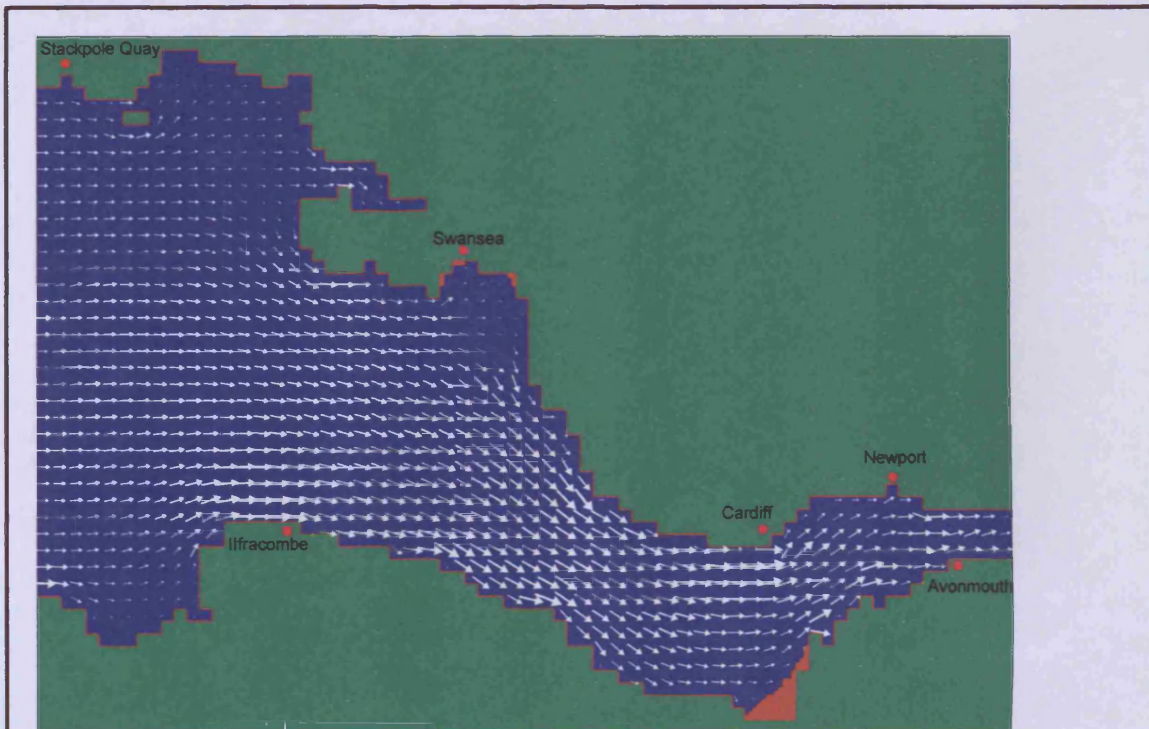 Stackpole Quay
Swansea
Newport
Cardiff
Ilfracombe
Avonmouth